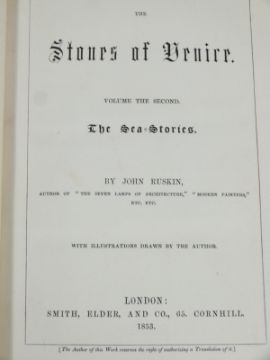 THE
Stones of Venice.
VOLUME THE SECOND.
The Sea-Stories.
BY JOHN RUSKIN,
AUTHOR OF "THE SEVEN LAMPS OF ARCHITECTURE," "MODERN PAINTERS,"
ETC. ETC.
WITH ILLUSTRATIONS DRAWN BY THE AUTHOR.
LONDON:
SMITH, ELDER, AND CO., 65. CORNHILL.
1853.
[The Author of this Work reserves the right of authorising a Translation of it.]